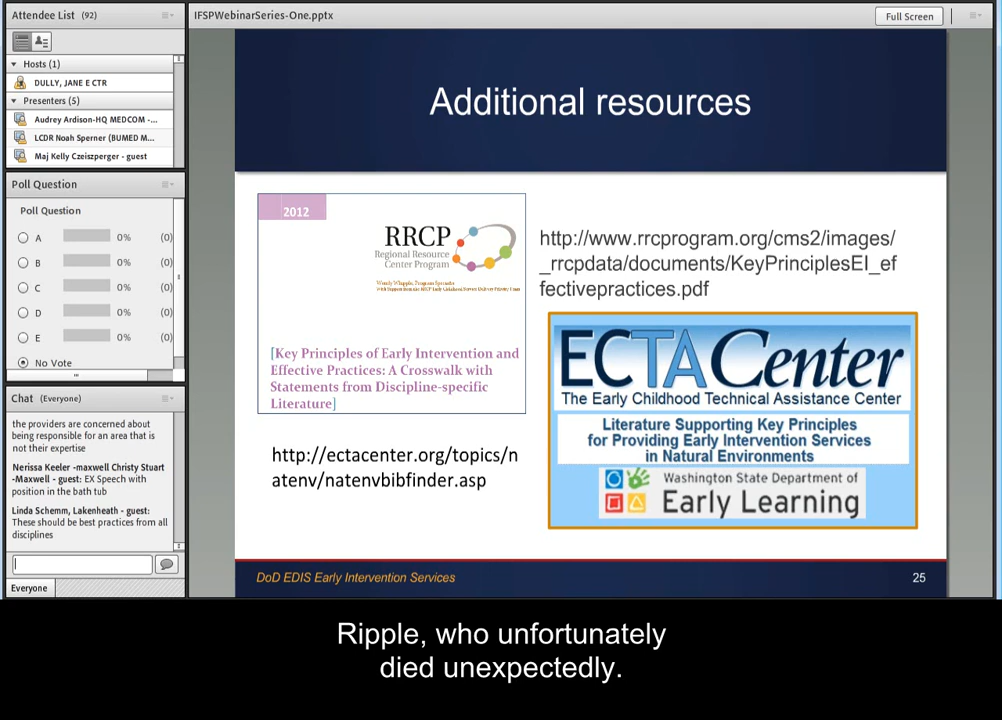 Attendee List (92)
Hosts (1)
DULLY, JANE E CTR
Presenters (5)
Audrey Ardison-HQ MEDCOM -...
LCDR Noah Sperner (BUMED M...
Maj Kelly Czeiszperger - guest
Poll Question
Poll Question
A 0% (0)
B 0% (0)
C 0% (0)
D 0% (0)
E 0% (0)
No Vote
Chat (Everyone)
the providers are concerned about
being responsible for an area that is
not their expertise
Nerissa Keeler -maxwell Christy Stuart
-Maxwell - guest: EX Speech with
position in the bath tub
Linda Schemm, Lakenheath - guest:
These should be best practices from all
disciplines
Everyone
IFSPWebinarSeries-One.pptx
Full Screen
Additional resources
2012
RRCP
Regional Resource
Center Program
[Key Principles of Early Intervention and
Effective Practices: A Crosswalk with
Statements from Discipline-specific
Literature]
http://ectacenter.org/topics/n
atenv/natenvbibfinder.asp
http://www.rrcprogram.org/cms2/images/
_rrcpdata/documents/KeyPrinciplesEI_ef
fectivepractices.pdf
ECTACenter
The Early Childhood Technical Assistance Center
Literature Supporting Key Principles
for Providing Early Intervention Services
in Natural Environments
Washington State Department of
Early Learning
DoD EDIS Early Intervention Services
25
Ripple, who unfortunately
died unexpectedly.